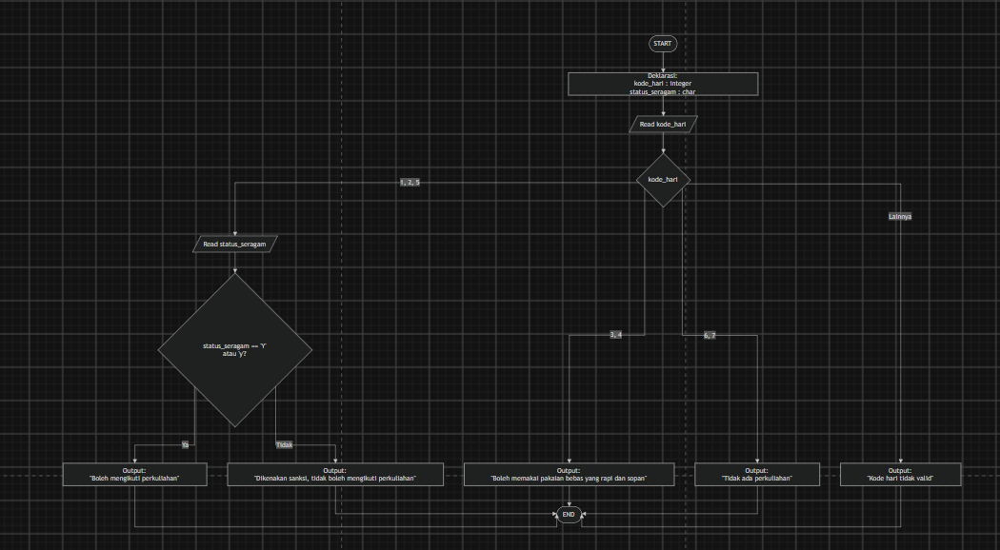 START
Deklarasi:
kode_hari : integer
status_seragam : char
Read kode_hari
kode_hari
1, 2, 5
Lainnya
Read status_seragam
3, 4
6, 7
status_seragam == 'Y'
atau 'y'?
Ya
Tidak
Output:
"Boleh mengikuti perkuliahan"
Output:
"Dikenakan sanksi, tidak boleh mengikuti perkuliahan"
Output:
"Boleh memakai pakaian bebas yang rapi dan sopan"
Output:
"Tidak ada perkuliahan"
Output:
"Kode hari tidak valid"
END